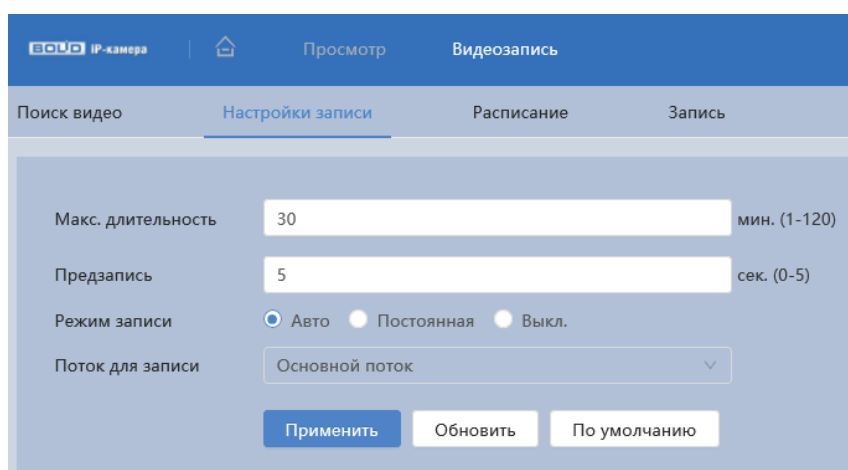 BOLID IP-камера Просмотр Видеозапись
Поиск видео Настройки записи Расписание Запись
Макс. длительность 30 мин. (1-120)
Предзапись 5 сек. (0-5)
Режим записи Авто Постоянная Выкл.
Поток для записи Основной поток
Применить Обновить По умолчанию